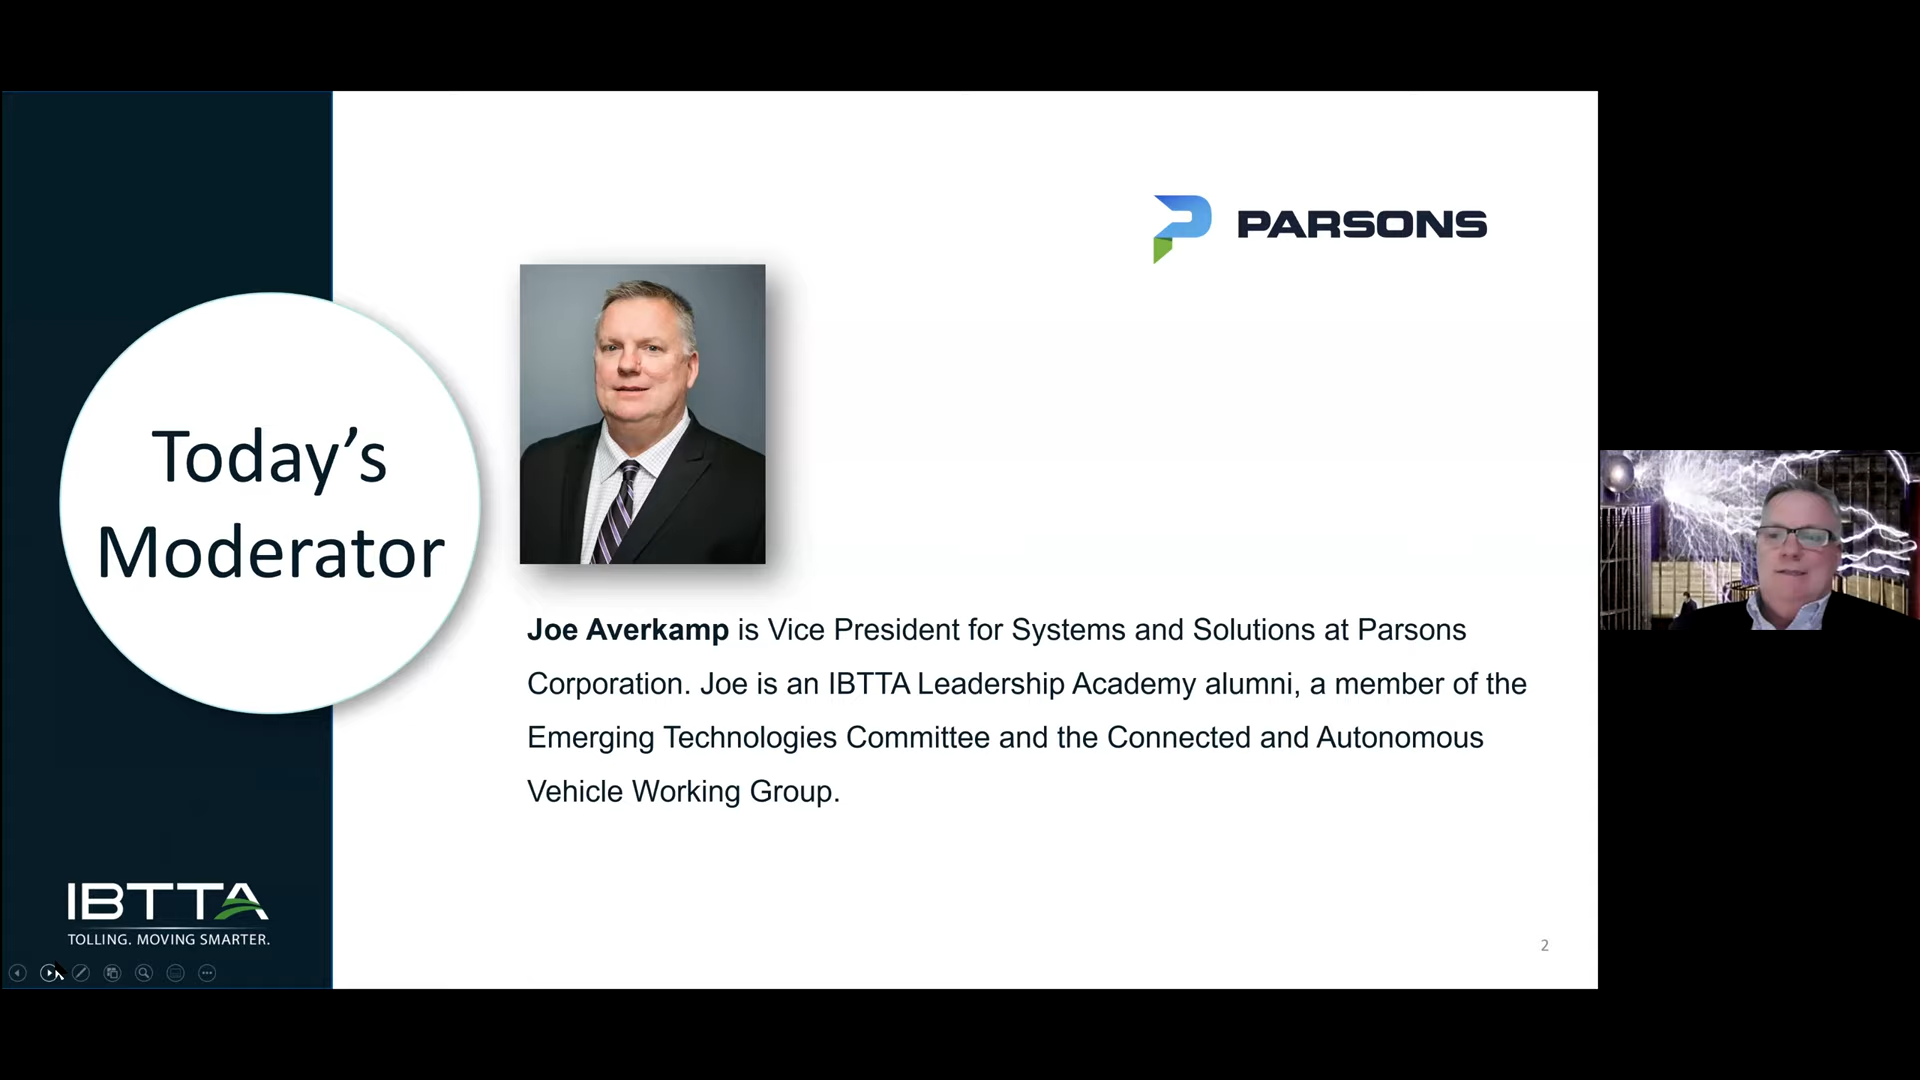 PARSONS
Today’s
Moderator
Joe Averkamp is Vice President for Systems and Solutions at Parsons
Corporation. Joe is an IBTTA Leadership Academy alumni, a member of the
Emerging Technologies Committee and the Connected and Autonomous
Vehicle Working Group.
IBTTA
TOLLING. MOVING SMARTER.
2